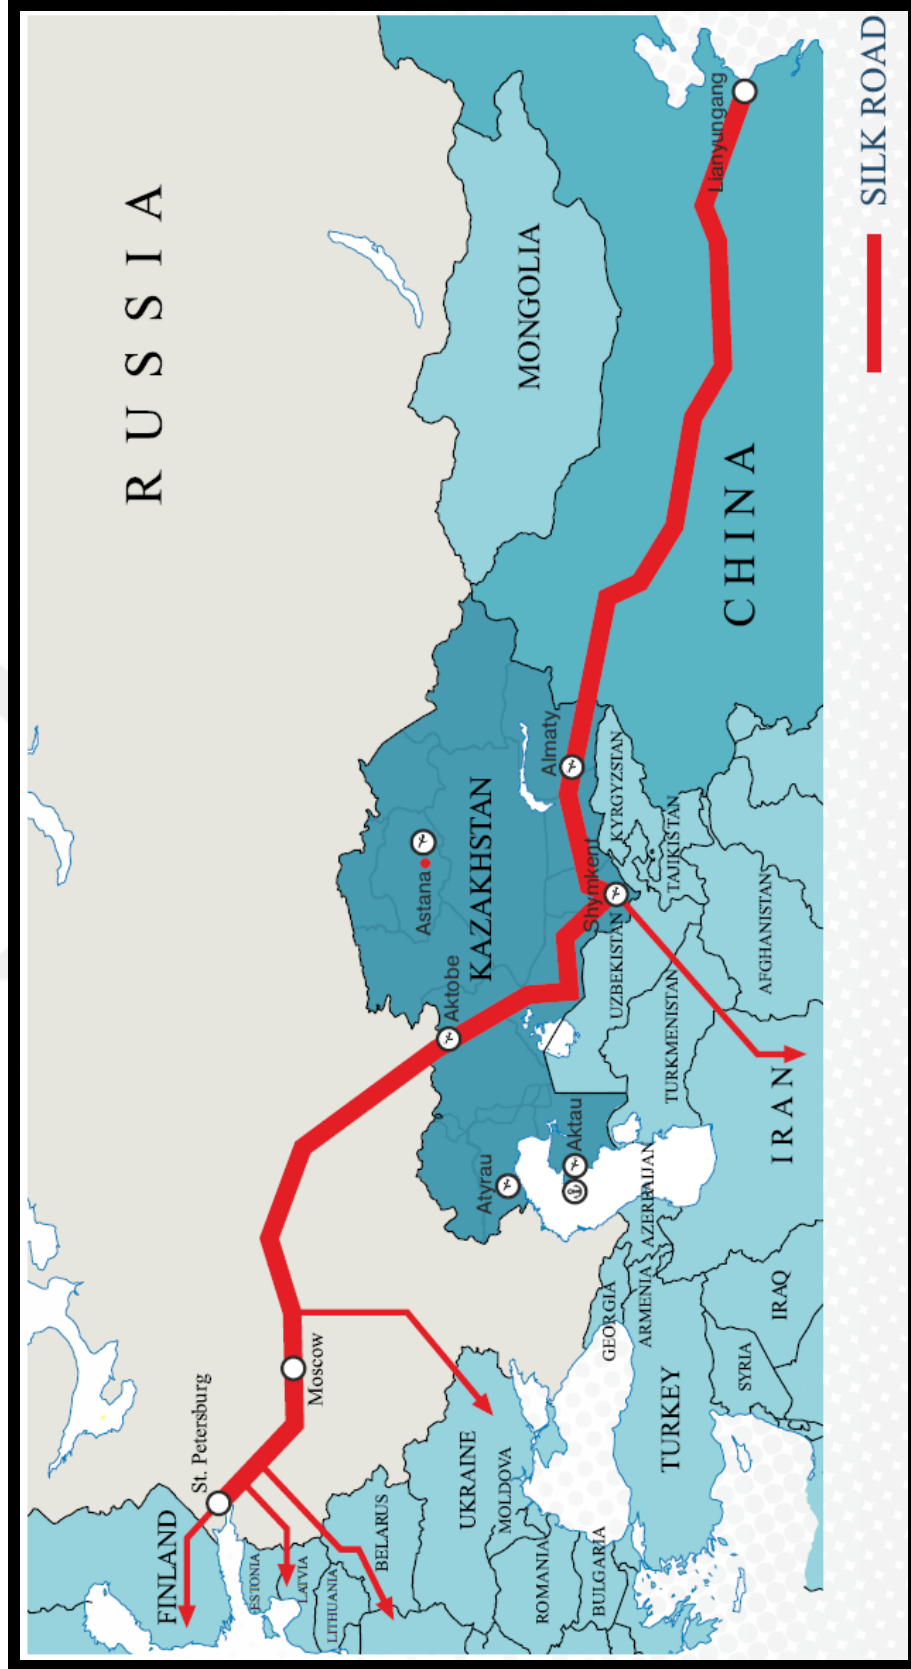 RUSSIA
MONGOLIA
Lianyungang
CHINA
KAZAKHSTAN
Astana
Almaty
Shymkent
Aktobe
Atyrau
Aktau
KYRGYZSTAN
TAJIKISTAN
UZBEKISTAN
TURKMENISTAN
AFGHANISTAN
IRAN
AZERBAIJAN
ARMENIA
GEORGIA
IRAQ
SYRIA
TURKEY
Moscow
St. Petersburg
FINLAND
ESTONIA
LATVIA
LITHUANIA
BELARUS
UKRAINE
MOLDOVA
ROMANIA
BULGARIA
SILK ROAD